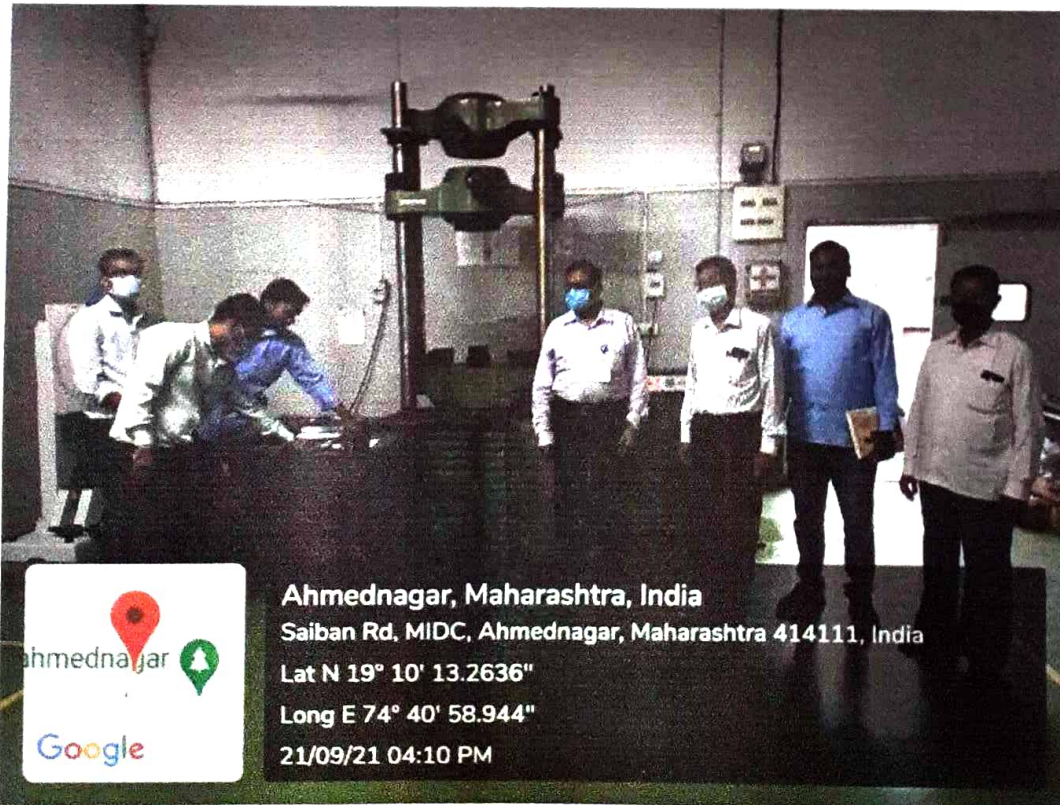 Ahmednagar, Maharashtra, India
Saiban Rd, MIDC, Ahmednagar, Maharashtra 414111, India
Lat N 19° 10' 13.2636"
Long E 74° 40' 58.944"
21/09/21 04:10 PM
ahmednagar
Google